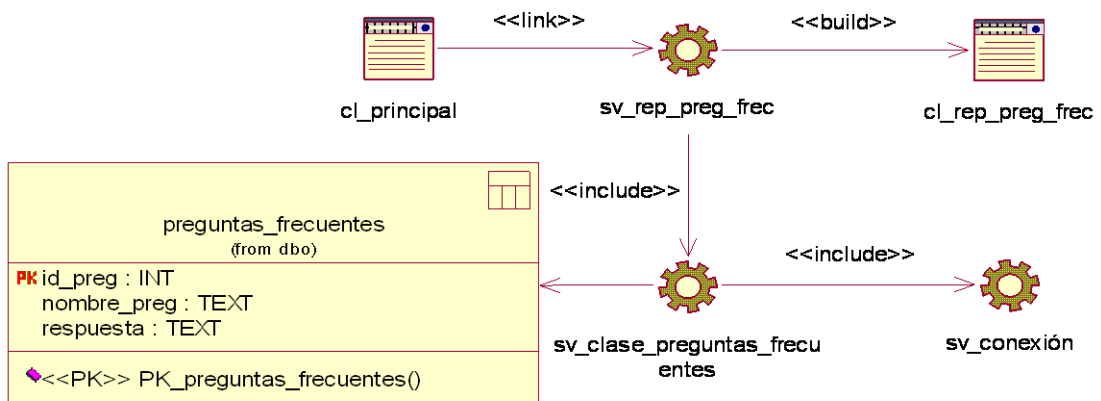 <<link>>
<<build>>
cl_principal
sv_rep_preg_frec
cl_rep_preg_frec
<<include>>
preguntas_frecuentes
(from dbo)
<<include>>
PK id_preg : INT
nombre_preg : TEXT
respuesta : TEXT
sv_clase_preguntas_frecu
entes
sv_conexión
<<PK>> PK_preguntas_frecuentes()